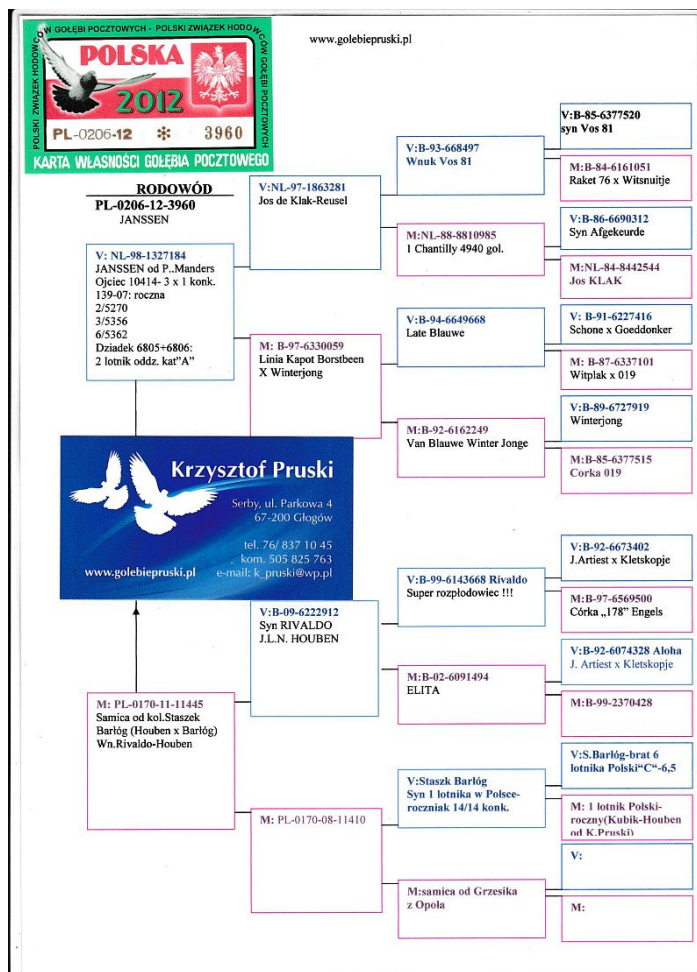 POLSKI ZWIĄZEK HODOWCÓW GOŁĘBI POCZTOWYCH - POLSKI ZWIĄZEK HODOWCÓW GOŁĘBI POCZTOWYCH
POLSKA
2012
PL-0206-12 * 3960
KARTA WŁASNOŚCI GOŁĘBIA POCZTOWEGO
www.golebiepruski.pl
RODOWÓD
PL-0206-12-3960
JANSSEN
V: NL-98-1327184
JANSSEN od P..Manders
Ojciec 10414- 3 x 1 konk.
139-07: roczna
2/5270
3/5356
6/5362
Dziadek 6805+6806:
2 lotnik oddz. kat"A"
Krzysztof Pruski
Serby, ul. Parkowa 4
67-200 Głogów
tel. 76/ 837 10 45
kom. 505 825 763
www.golebiepruski.pl e-mail: k_pruski@wp.pl
M: PL-0170-11-11445
Samica od kol.Staszek
Barłóg (Houben x Barłóg)
Wn.Rivaldo-Houben
V:NL-97-1863281
Jos de Klak-Reusel
M: B-97-6330059
Linia Kapot Borstbeen
X Winterjong
V:B-09-6222912
Syn RIVALDO
J.L.N. HOUBEN
M: PL-0170-08-11410
V:B-93-668497
Wnuk Vos 81
M:NL-88-8810985
I Chantilly 4940 gol.
V:B-94-6649668
Late Blauwe
M:B-92-6162249
Van Blauwe Winter Jonge
V:B-99-6143668 Rivaldo
Super rozpłodowiec !!!
M:B-02-6091494
ELITA
V:Staszk Barłóg
Syn 1 lotnika w Polsce-
roczniak 14/14 konk.
M:samica od Grzesika
z Opola
V:B-85-6377520
syn Vos 81
M:B-84-6161051
Raket 76 x Witsnuitje
V:B-86-6690312
Syn Afgekeurde
M:NL-84-8442544
Jos KLAK
V: B-91-6227416
Schone x Goeddonker
M: B-87-6337101
Witplak x 019
V:B-89-6727919
Winterjong
M:B-85-6377515
Corka 019
V:B-92-6673402
J.Artiest x Kletskopje
M:B-97-6569500
Córka „178” Engels
V:B-92-6074328 Aloha
J. Artiest x Kletskopje
M:B-99-2370428
V:S.Barłóg-brat 6
lotnika Polski“C“-6,5
M: 1 lotnik Polski-
roczny(Kubik-Houben
od K.Pruski)
V:
M: